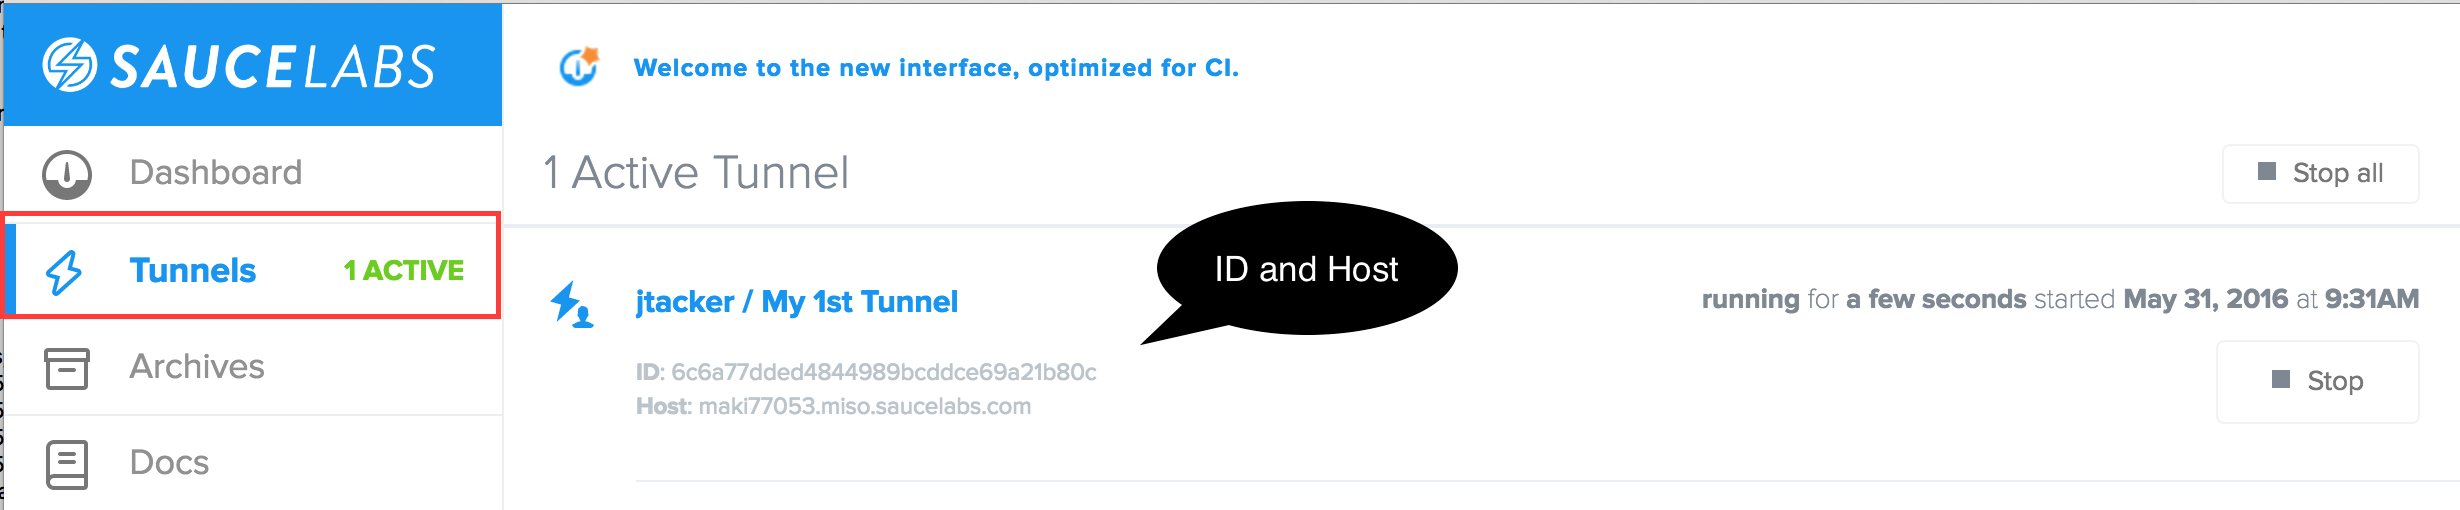 SAUCELABS
Welcome to the new interface, optimized for CI.
Dashboard
1 Active Tunnel
Stop all
Tunnels 1 ACTIVE
ID and Host
jtacker / My 1st Tunnel
running for a few seconds started May 31, 2016 at 9:31AM
Archives
ID: 6c6a77dded4844989bcddce69a21b80c
Host: maki77053.miso.saucelabs.com
Stop
Docs